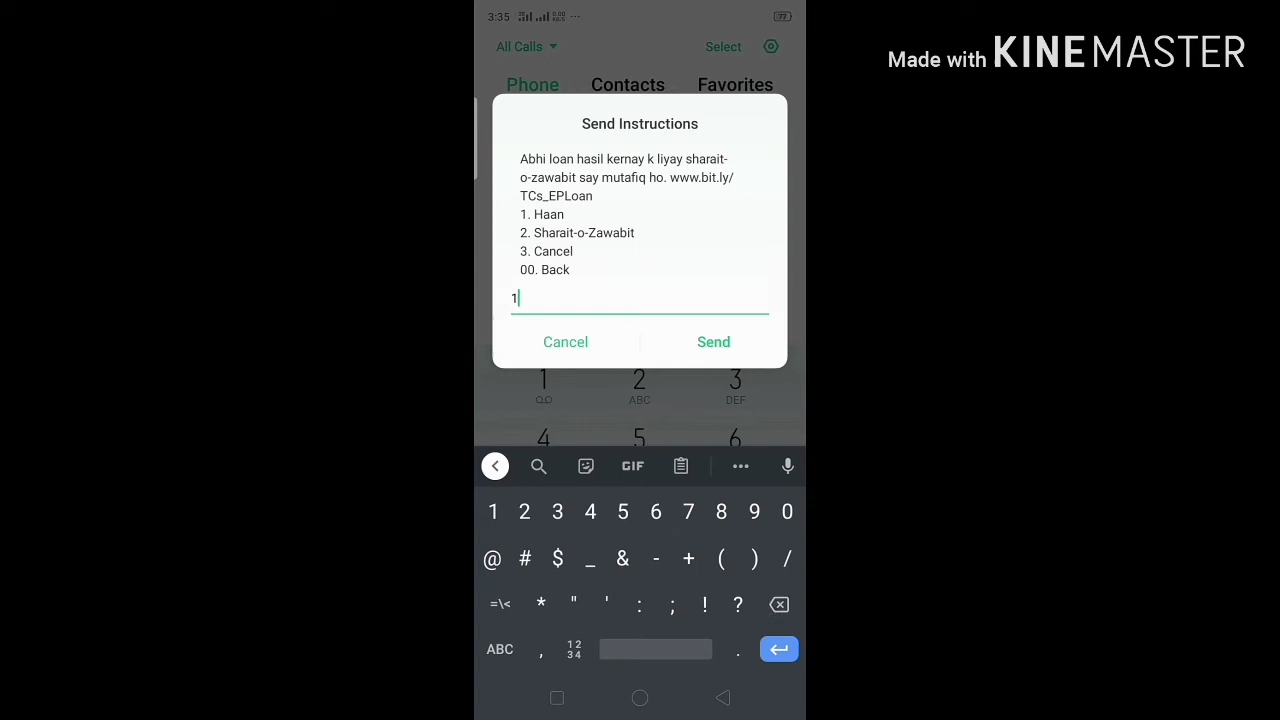 3:35 ...
77
Made with KINEMASTER
All Calls
Select
Phone Contacts Favorites
Send Instructions
Abhi loan hasil kernay k liyay sharait-
o-zawabit say mutafiq ho. www.bit.ly/
TCs_EPLoan
1. Haan
2. Sharait-o-Zawabit
3. Cancel
00. Back
1
Cancel Send
1 2 3
ABC DEF
4 5 6
GIF
1 2 3 4 5 6 7 8 9 0
@ # $ _ & - + ( ) /
=\< * " ' : ; ! ?
ABC , 12 34 .